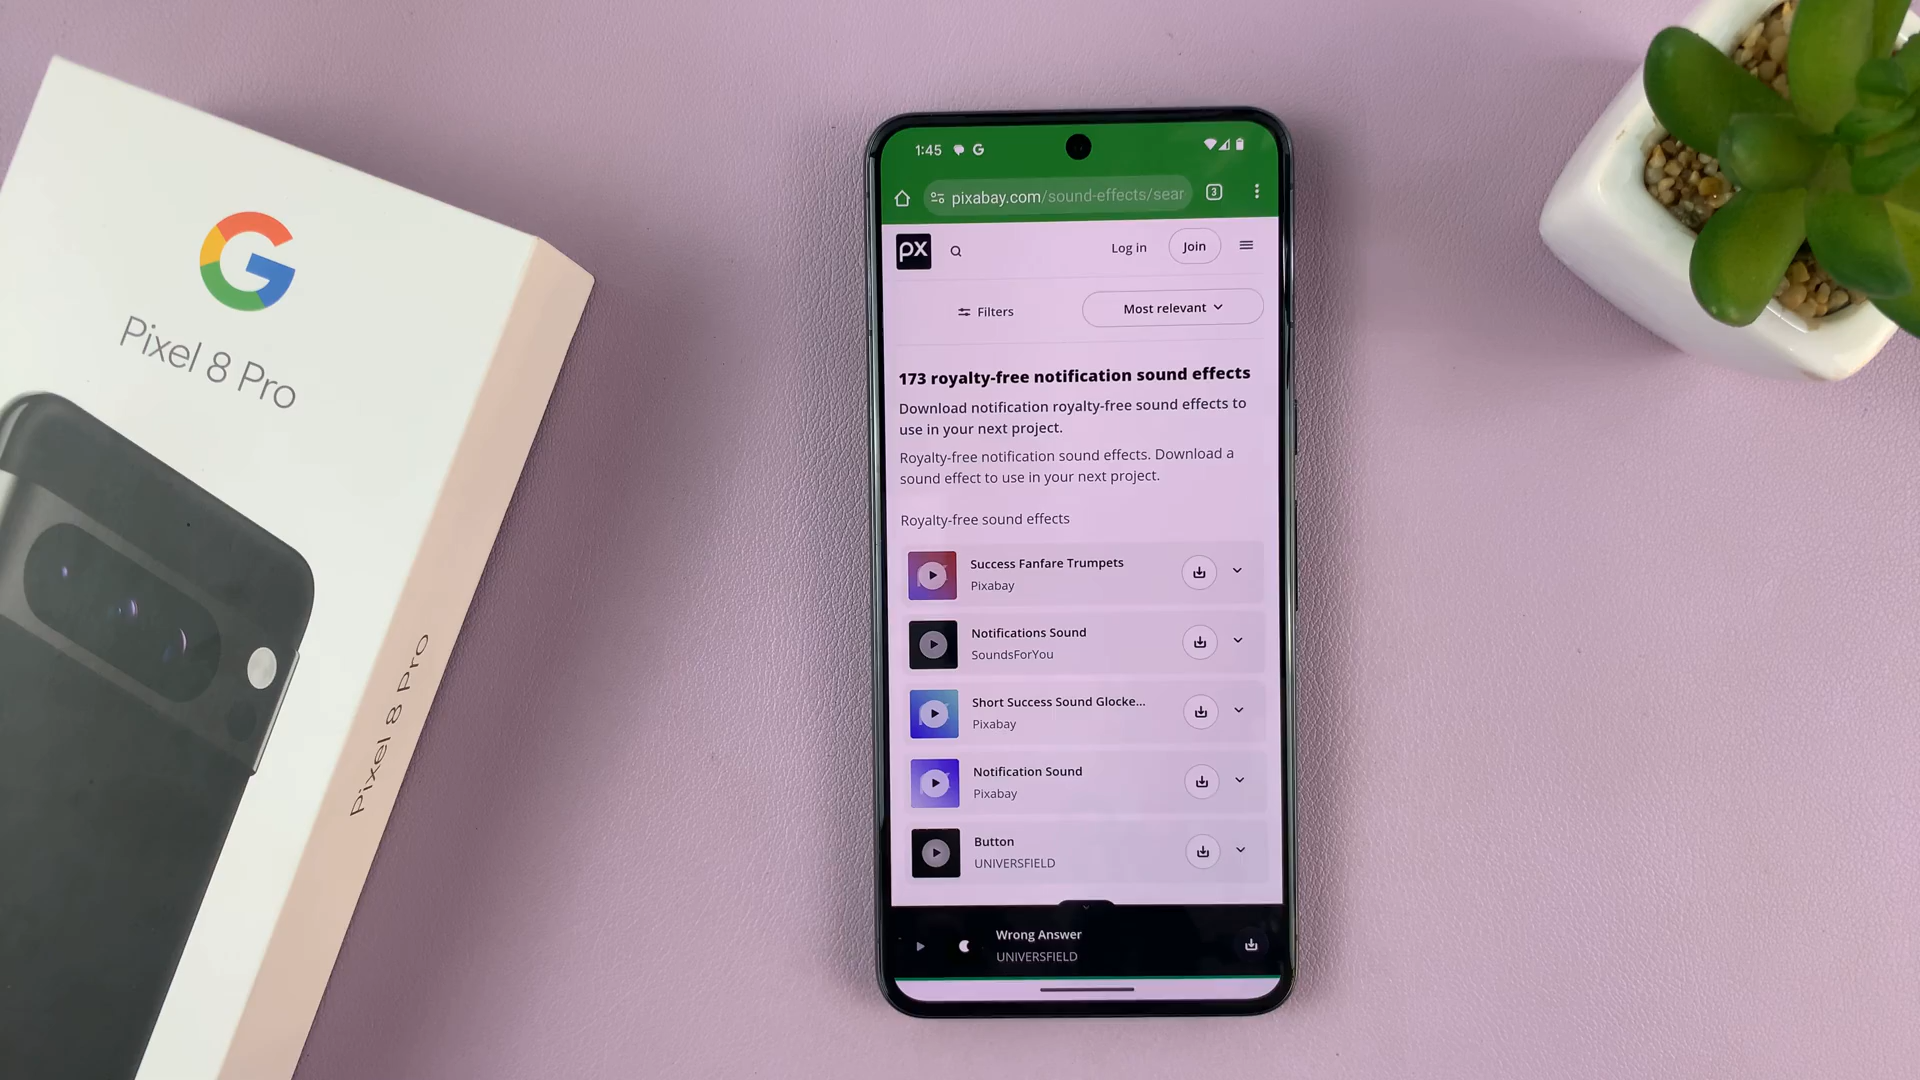 G
Pixel 8 Pro
Pixel 8 Pro
1:45 G
pixabay.com/sound-effects/sear 3
px Log in Join
Filters Most relevant
173 royalty-free notification sound effects
Download notification royalty-free sound effects to
use in your next project.
Royalty-free notification sound effects. Download a
sound effect to use in your next project.
Royalty-free sound effects
Success Fanfare Trumpets
Pixabay
Notifications Sound
SoundsForYou
Short Success Sound Glocke...
Pixabay
Notification Sound
Pixabay
Button
UNIVERSFIELD
Wrong Answer
UNIVERSFIELD